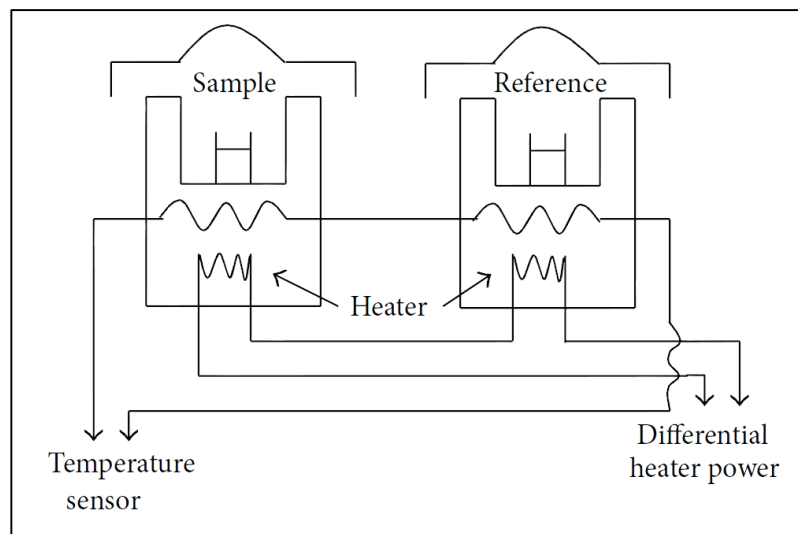 Sample
Reference
Heater
Temperature
sensor
Differential
heater power